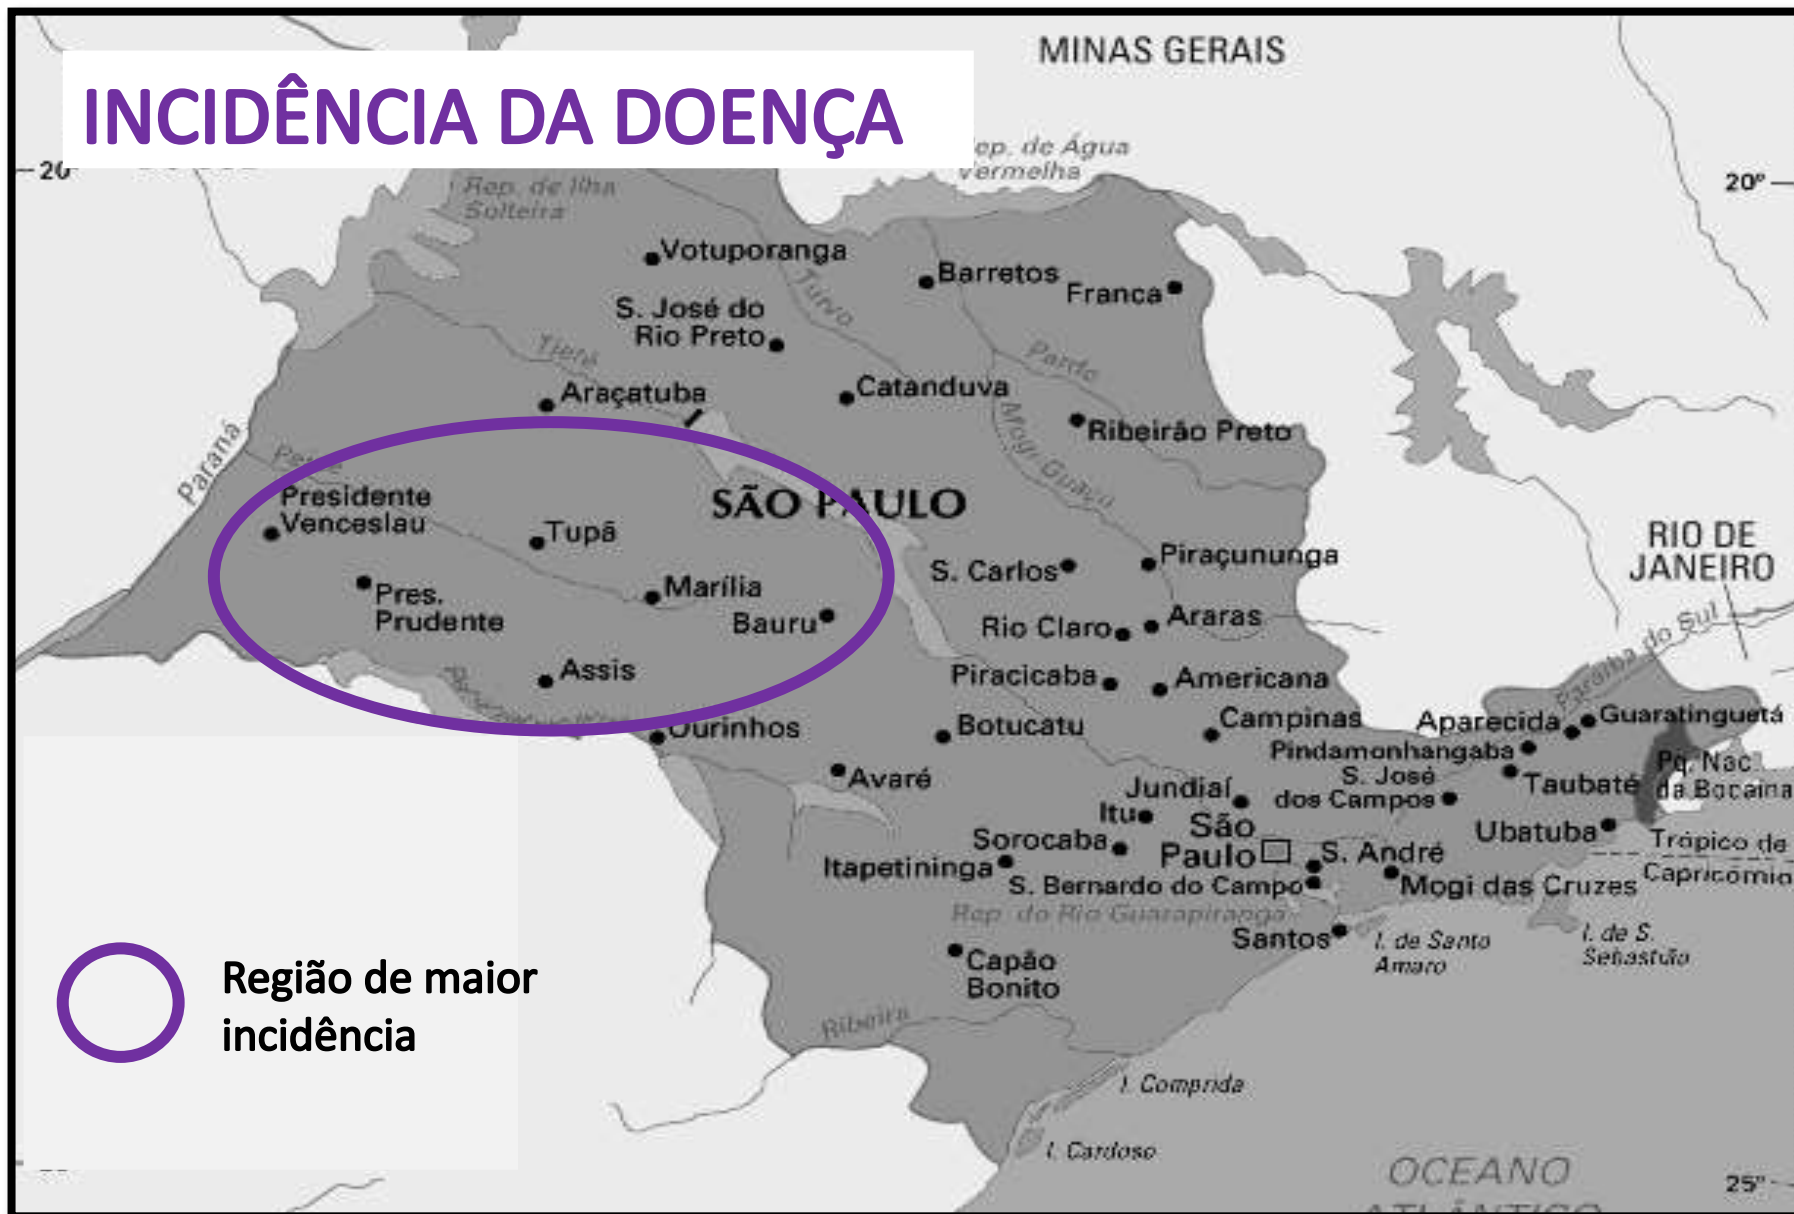 MINAS GERAIS
INCIDÊNCIA DA DOENÇA
ep. de Água
Vermelha
20
20°
Rep. de Ilha
Solteira
Votuporanga
Barretos
Franca
Turvo
S. José do
Rio Preto
Tietê
Pardo
Araçatuba
Catanduva
Ribeirão Preto
Mogi Guaçu
Paraná
Presidente
Venceslau
SÃO PAULO
Tupã
RIO DE
JANEIRO
S. Carlos
Piraçununga
Pres.
Prudente
Marília
Bauru
Rio Claro
Araras
Paraíba do Sul
Assis
Piracicaba
Americana
Ourinhos
Botucatu
Campinas
Aparecida
Guaratinguetá
Pindamonhangaba
Avaré
S. José
dos Campos
Taubaté
Pq. Nac.
da Bocaina
Jundiaí
Itu
São
Paulo
Ubatuba
Sorocaba
Trópico de
Capricórnio
Itapetininga
S. André
S. Bernardo do Campo
Mogi das Cruzes
Rep. do Rio Guarapiranga
Santos
I. de Santo
Amaro
I. de S.
Sebastião
Capão
Bonito
Região de maior
incidência
Ribeira
I. Comprida
I. Cardoso
OCEANO
ATLÂNTICO
25°